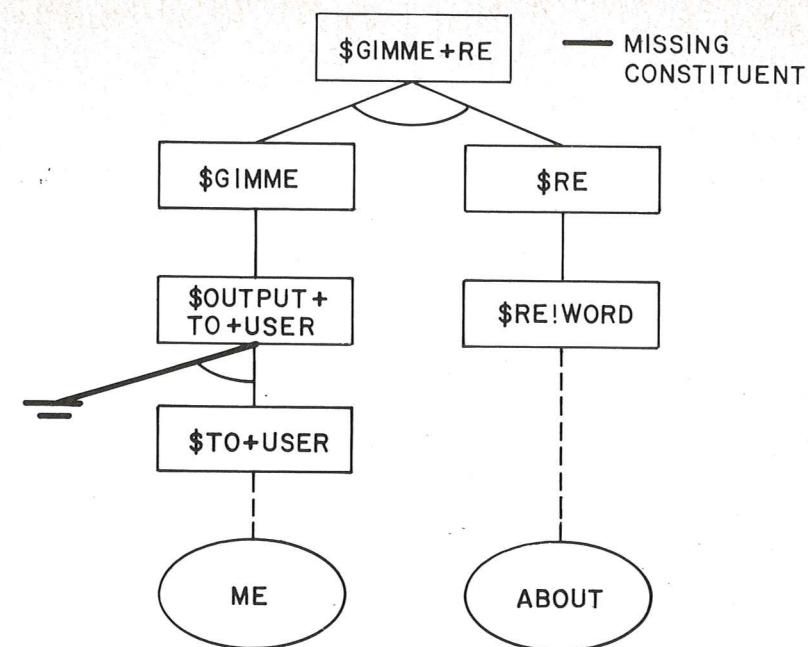 $GIMME+RE
MISSING
CONSTITUENT
$GIMME
$RE
$OUTPUT+
TO+USER
$RE!WORD
$TO+USER
ME
ABOUT